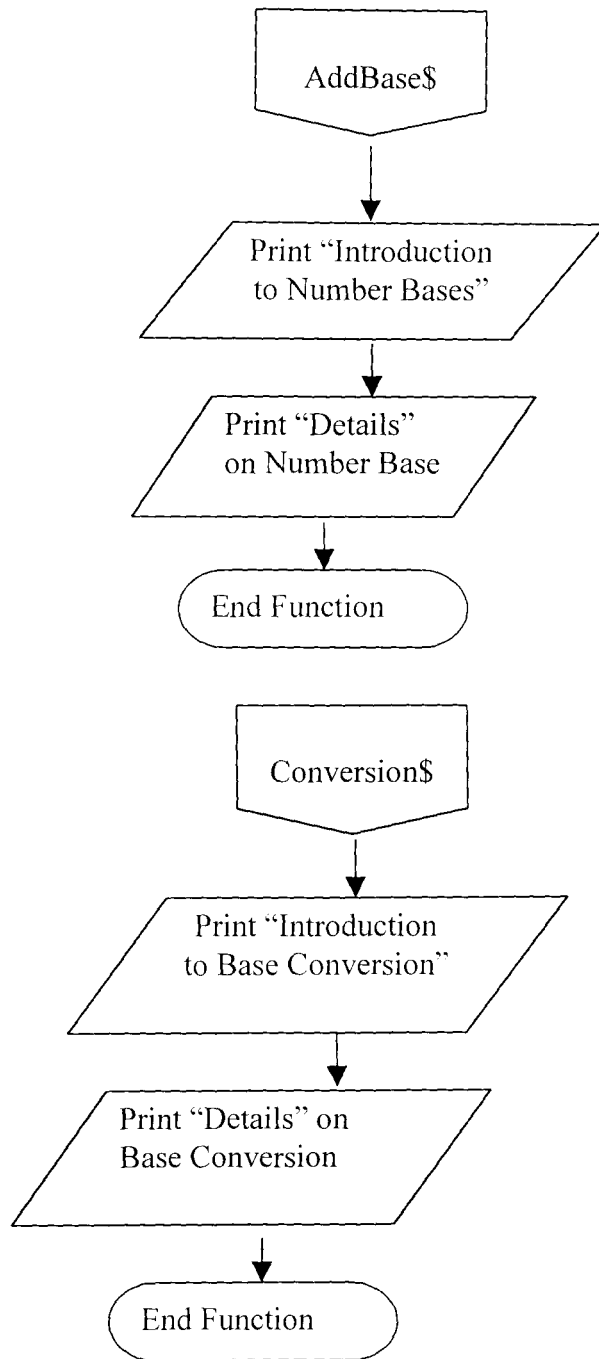 AddBase$
Print “Introduction
to Number Bases”
Print “Details”
on Number Base
End Function
Conversion$
Print “Introduction
to Base Conversion”
Print “Details” on
Base Conversion
End Function